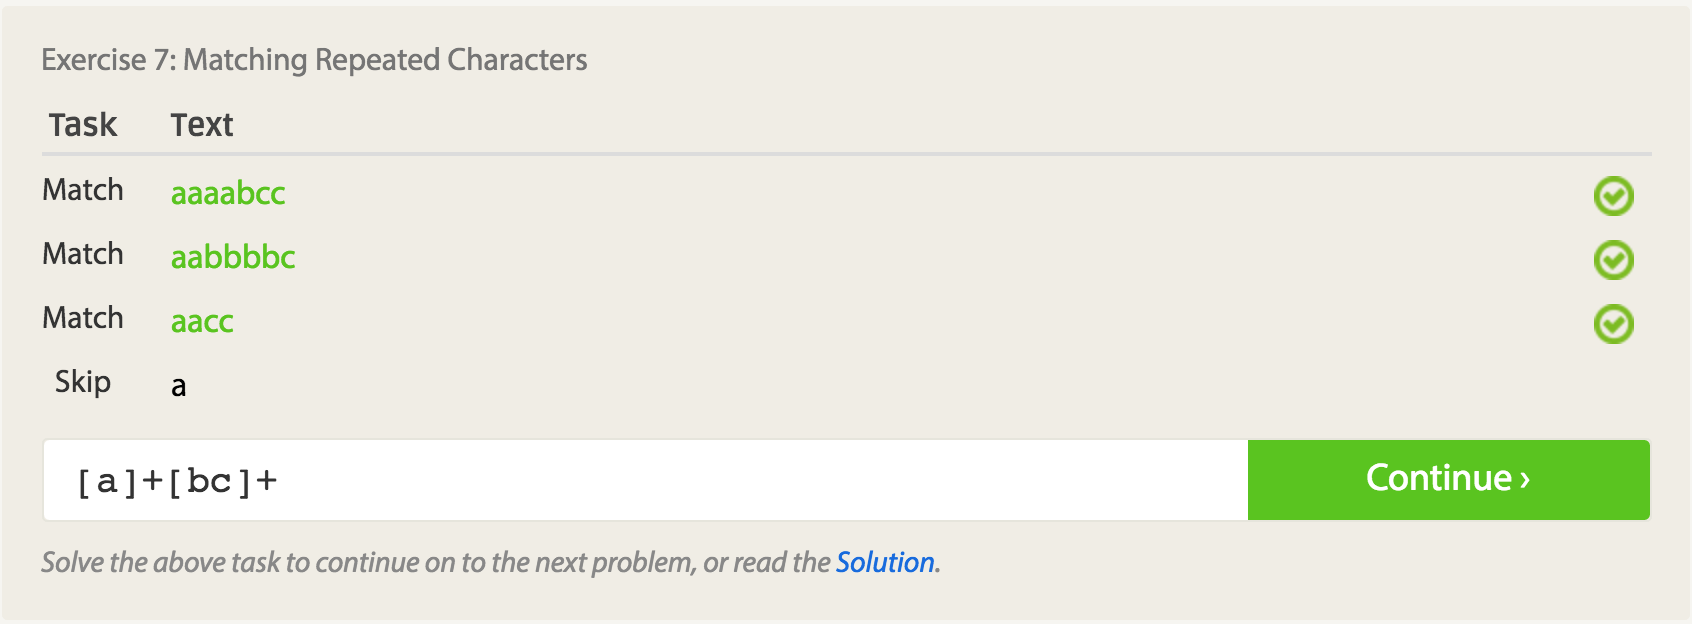 Exercise 7: Matching Repeated Characters
Task Text
Match aaaabcc
Match aabbbbc
Match aacc
Skip a
[a]+[bc]+ Continue ›
Solve the above task to continue on to the next problem, or read the Solution.